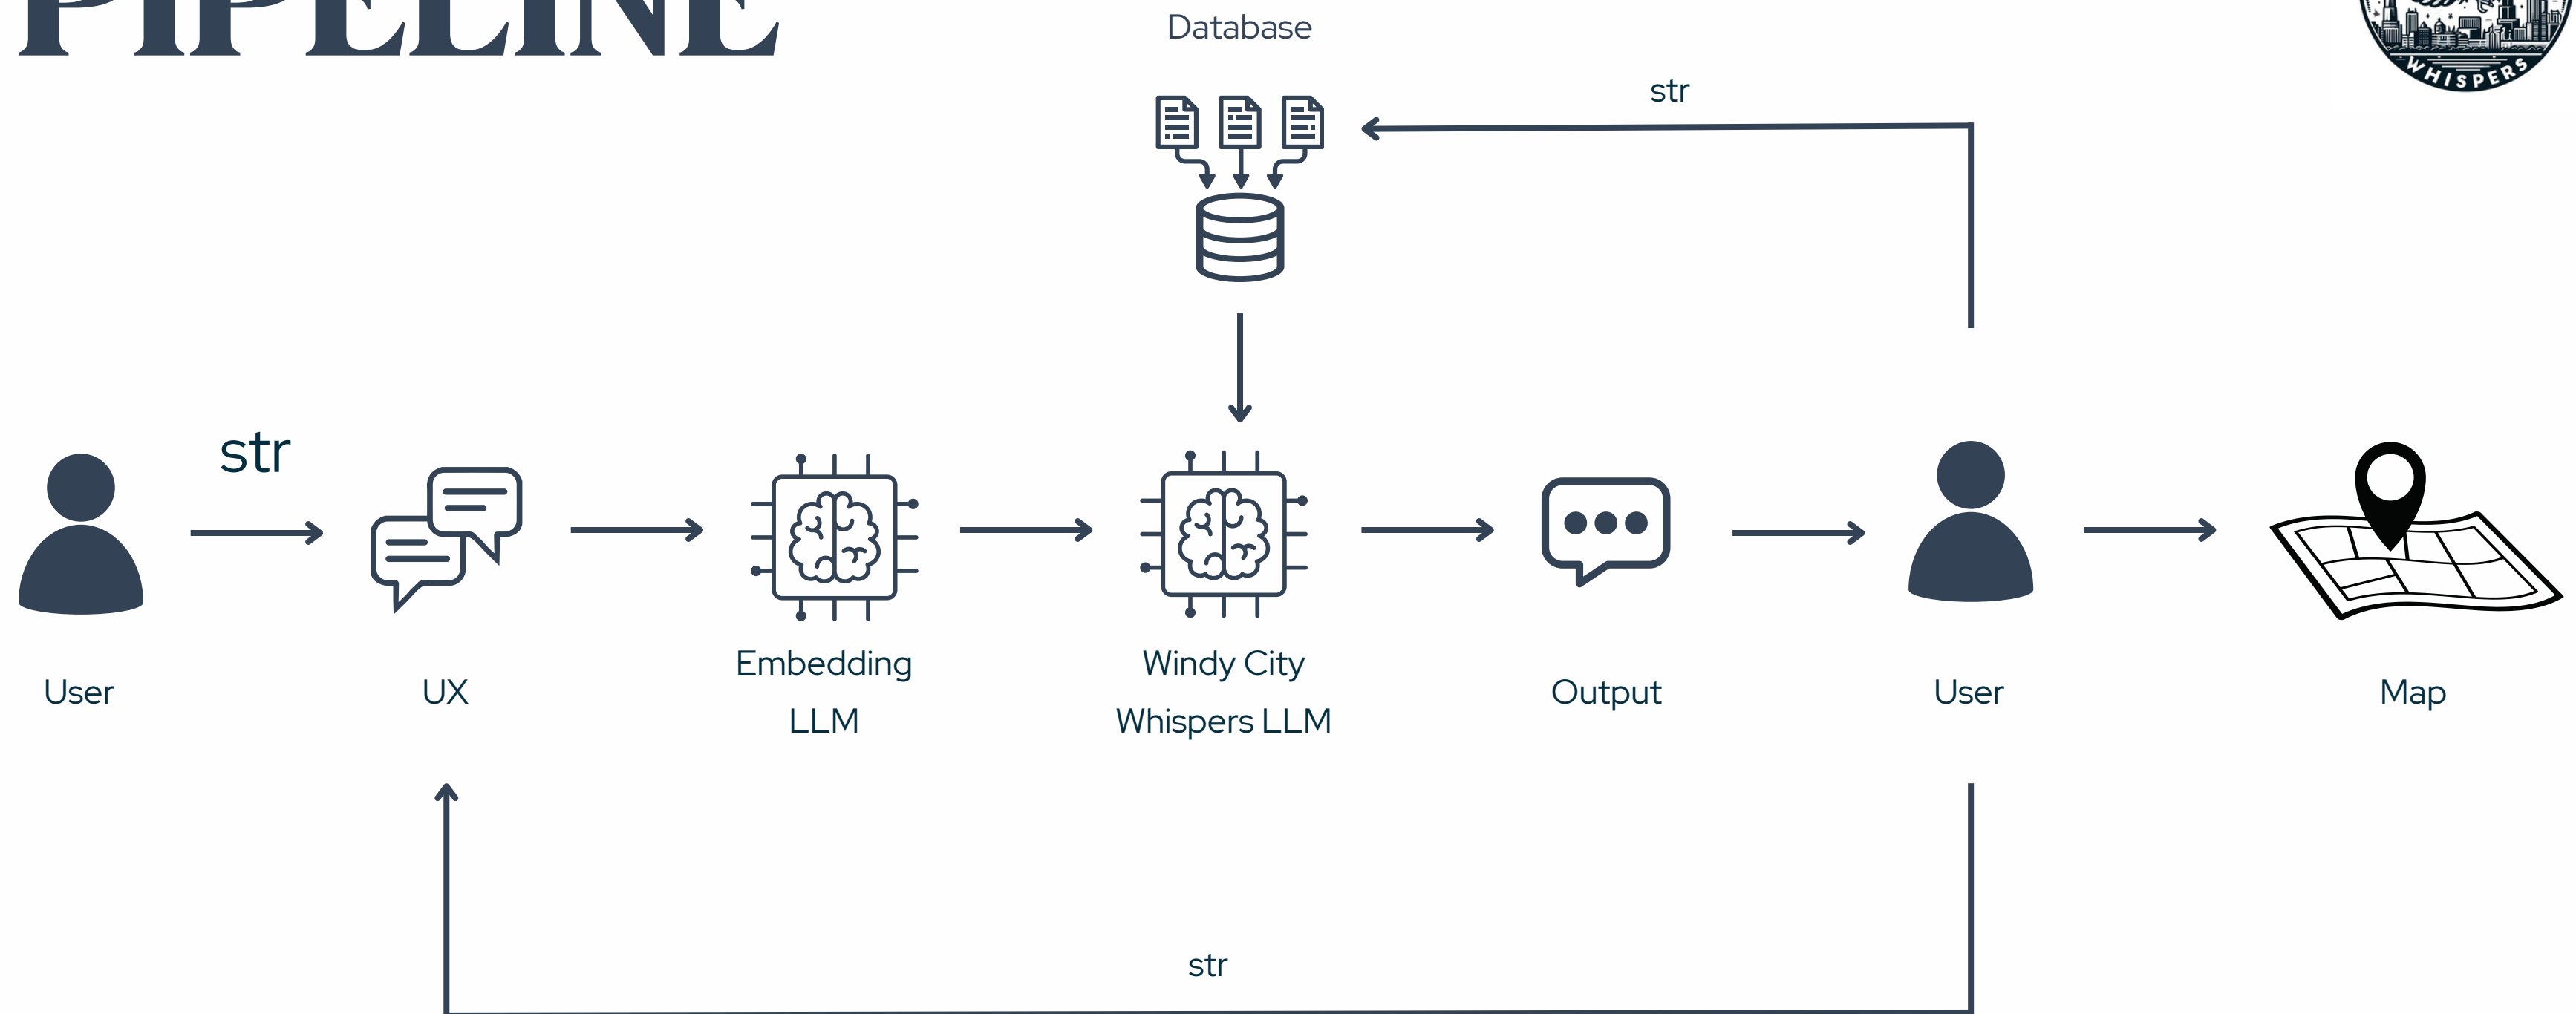 PIPELINE
Database
WHISPERS
str
str
User
UX
Embedding
LLM
Windy City
Whispers LLM
Output
User
Map
str